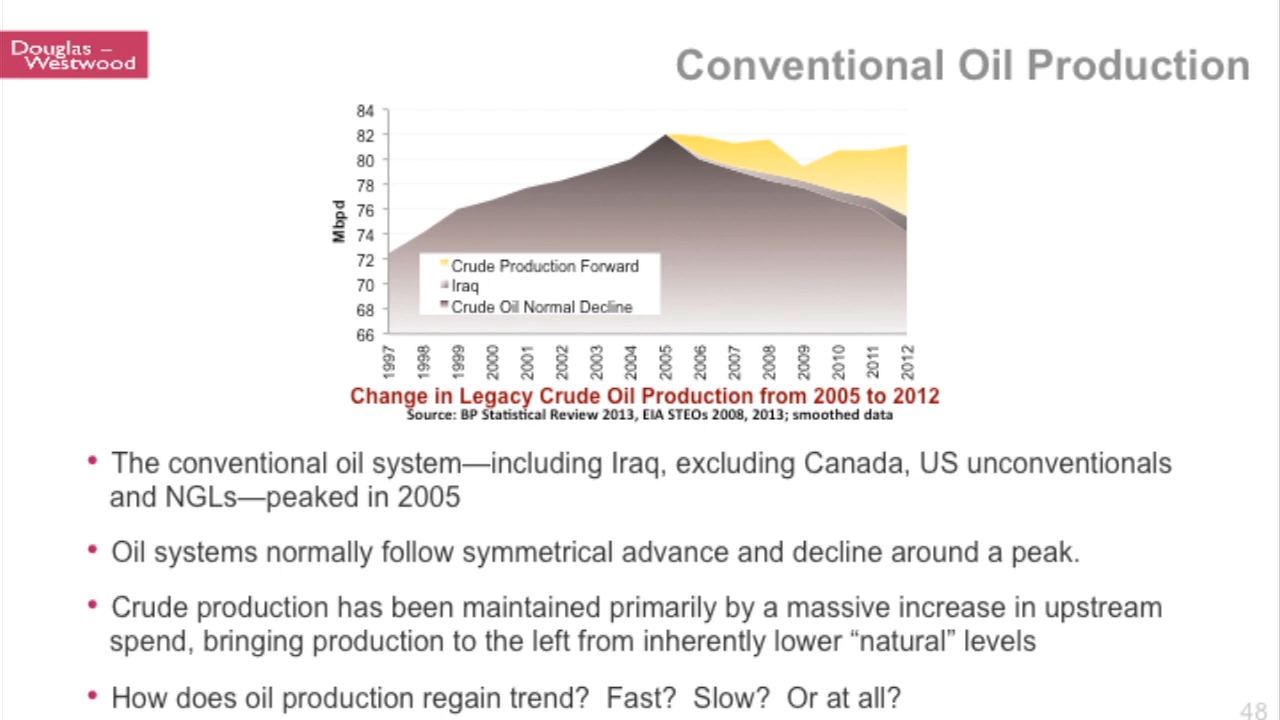 Douglas –
Westwood
Conventional Oil Production
84
82
80
78
76
74
72
70
68
66
Mbpd
Crude Production Forward
Iraq
Crude Oil Normal Decline
1997
1998
1999
2000
2001
2002
2003
2004
2005
2006
2007
2008
2009
2010
2011
2012
Change in Legacy Crude Oil Production from 2005 to 2012
Source: BP Statistical Review 2013, EIA STEOs 2008, 2013; smoothed data
• The conventional oil system—including Iraq, excluding Canada, US unconventionals
and NGLs—peaked in 2005
• Oil systems normally follow symmetrical advance and decline around a peak.
• Crude production has been maintained primarily by a massive increase in upstream
spend, bringing production to the left from inherently lower “natural” levels
• How does oil production regain trend? Fast? Slow? Or at all?
48